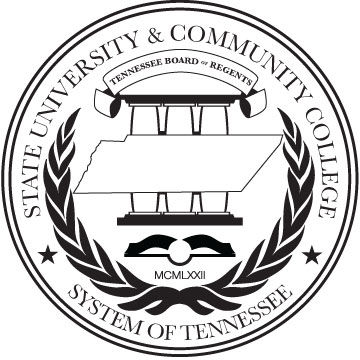 STATE UNIVERSITY & COMMUNITY COLLEGE
TENNESSEE BOARD OF REGENTS
MCMLXXII
SYSTEM OF TENNESSEE